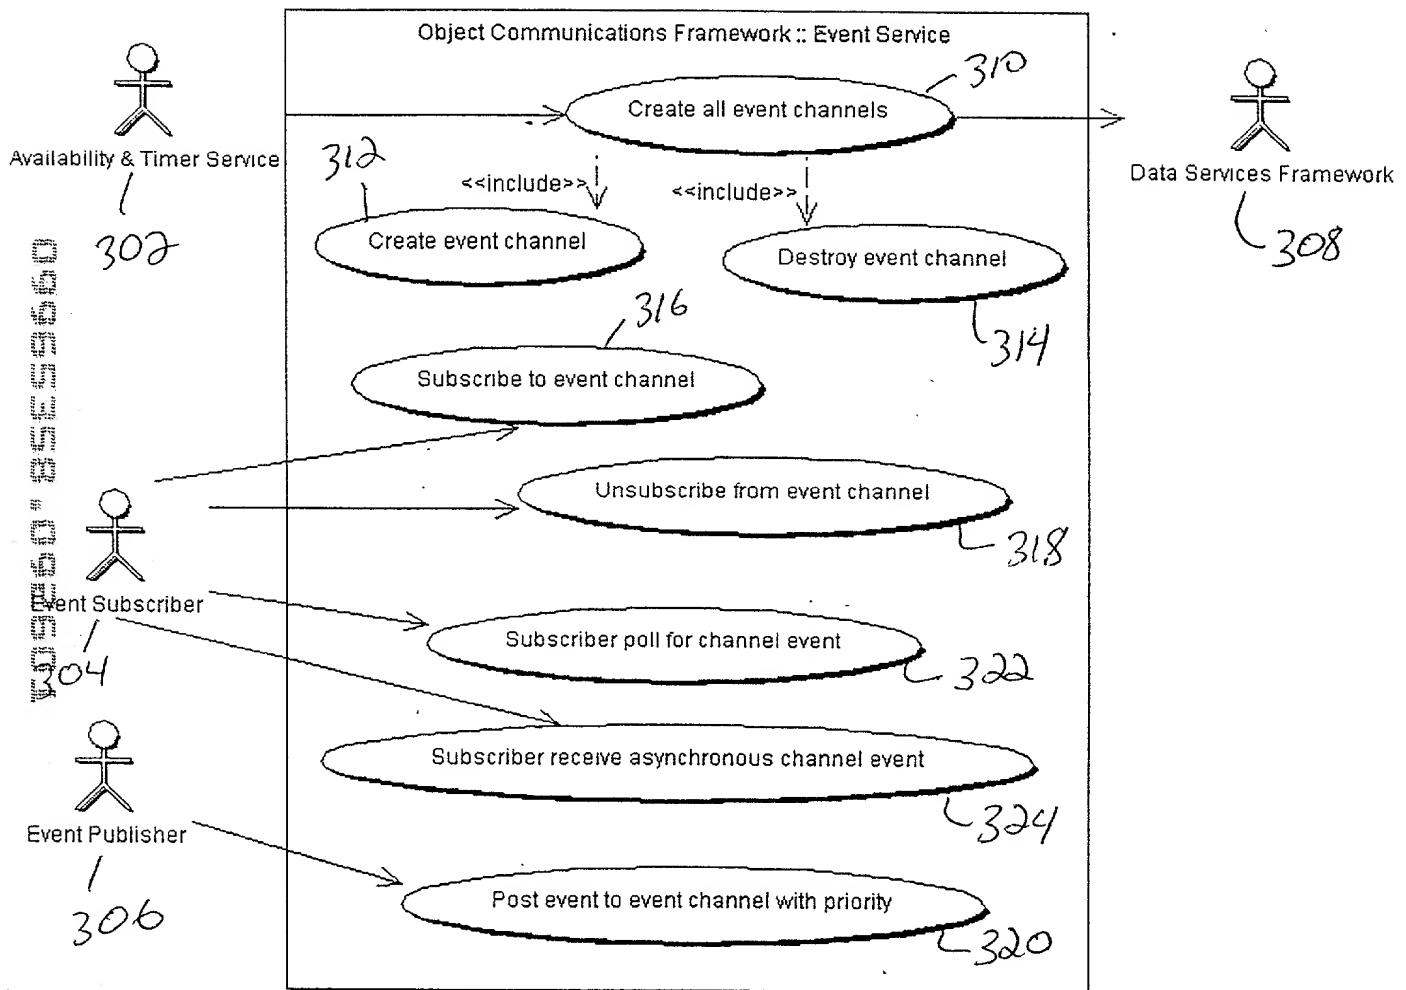 Object Communications Framework :: Event Service
310
Create all event channels
Availability & Timer Service
302
Data Services Framework
308
312
<<include>>
<<include>>
Create event channel
Destroy event channel
314
316
Subscribe to event channel
Unsubscribe from event channel
318
Event Subscriber
304
Subscriber poll for channel event
322
Subscriber receive asynchronous channel event
324
Event Publisher
306
Post event to event channel with priority
320